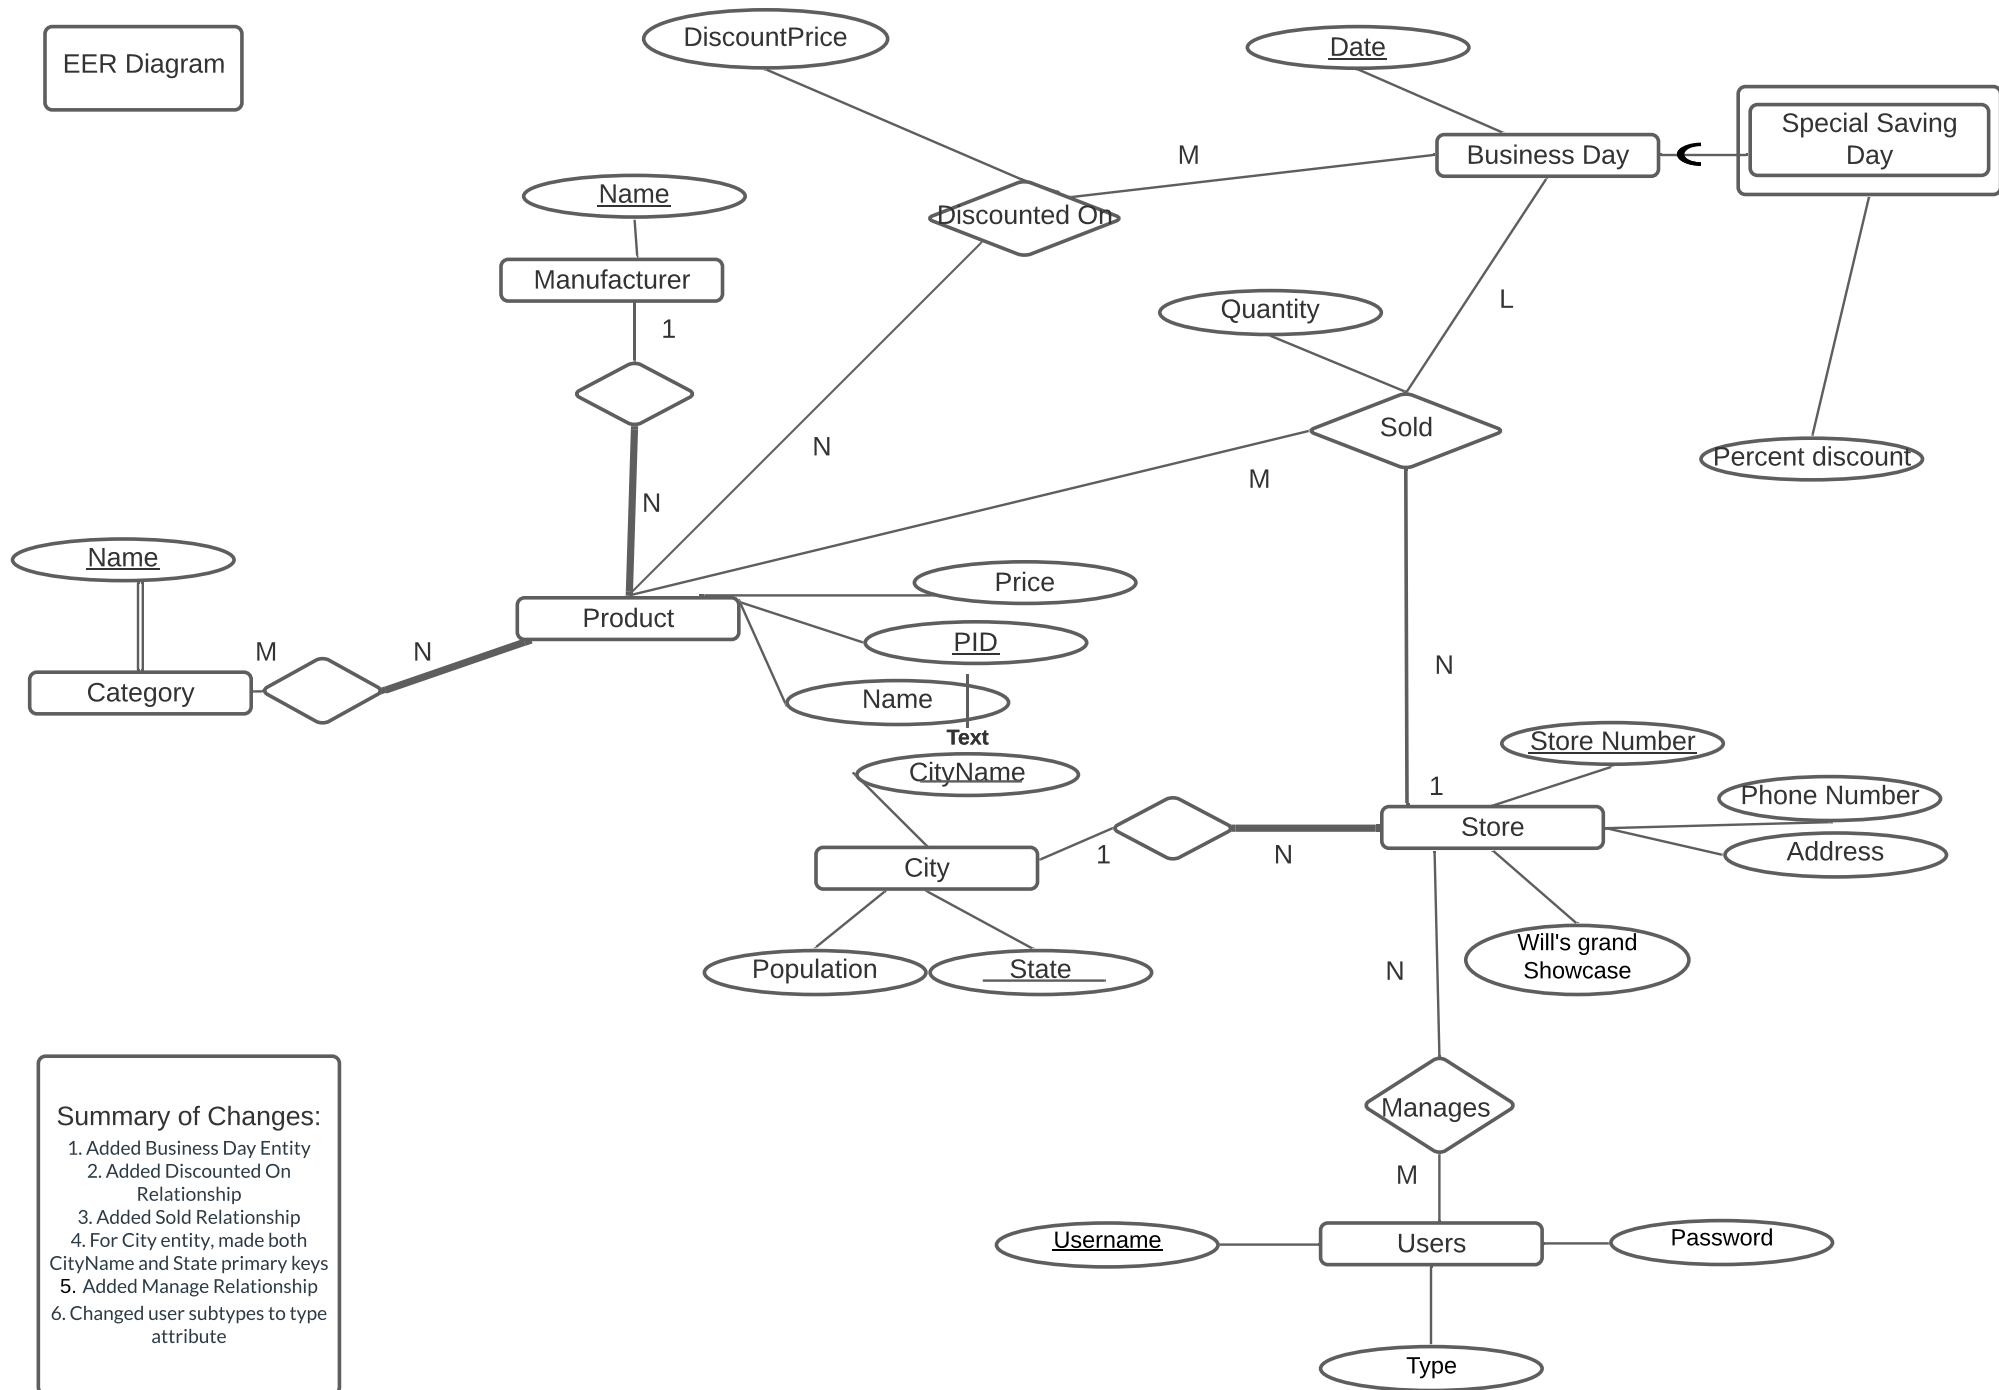 EER Diagram
DiscountPrice
Date
Special Saving
Day
Business Day
M
Name
Discounted On
Manufacturer
1
Quantity
L
Sold
N
M
Percent discount
N
Name
Price
Product
PID
M
N
Category
Name
N
Text
CityName
Store Number
1
Phone Number
Store
Address
City
1
N
Will's grand
Showcase
Population
State
N
Manages
M
Username
Users
Password
Type
Summary of Changes:
1. Added Business Day Entity
2. Added Discounted On
Relationship
3. Added Sold Relationship
4. For City entity, made both
CityName and State primary keys
5. Added Manage Relationship
6. Changed user subtypes to type
attribute